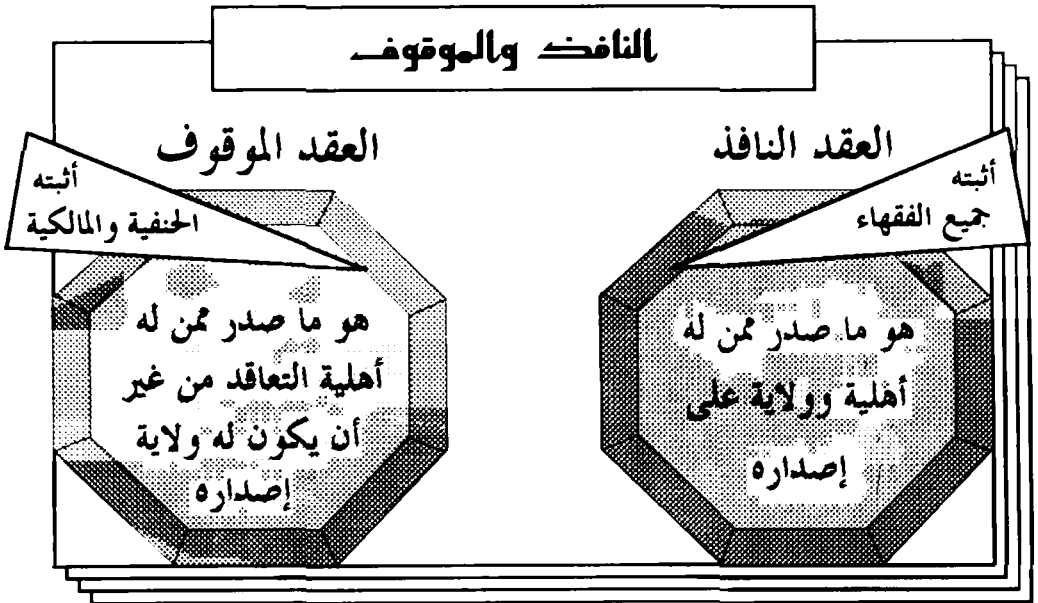 النافذ والموقوف
العقد النافذ
أثبته
جميع الفقهاء
هو ما صدر ممن له
أهلية وولاية على
إصداره
العقد الموقوف
أثبته
الحنفية والمالكية
هو ما صدر ممن له
أهلية التعاقد من غير
أن يكون له ولاية
إصداره